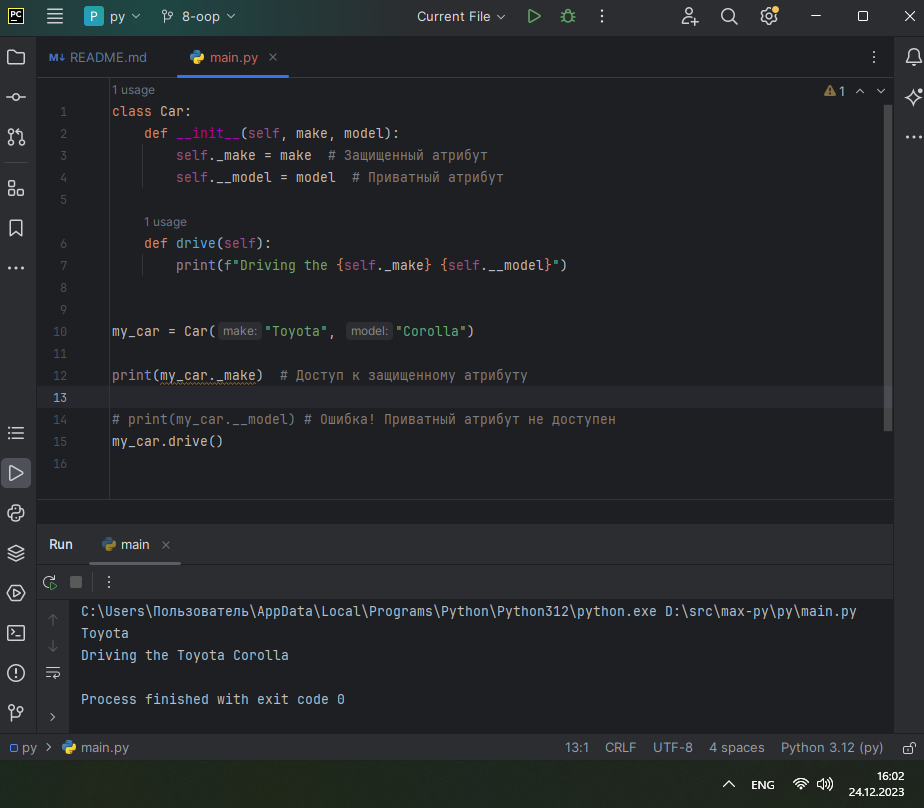 PC P py 8-oop Current File
M↓ README.md main.py
1 usage
1
1 class Car:
2 def __init__(self, make, model):
3 self._make = make # Защищенный атрибут
4 self.__model = model # Приватный атрибут
5
1 usage
6 def drive(self):
7 print(f"Driving the {self._make} {self.__model}")
8
9
10 my_car = Car( make: "Toyota", model: "Corolla")
11
12 print(my_car._make) # Доступ к защищенному атрибуту
13
14 # print(my_car.__model) # Ошибка! Приватный атрибут не доступен
15 my_car.drive()
16
Run main
C:\Users\Пользователь\AppData\Local\Programs\Python\Python312\python.exe D:\src\max-py\py\main.py
Toyota
Driving the Toyota Corolla
Process finished with exit code 0
py > main.py 13:1 CRLF UTF-8 4 spaces Python 3.12 (py)
ENG 16:02
24.12.2023